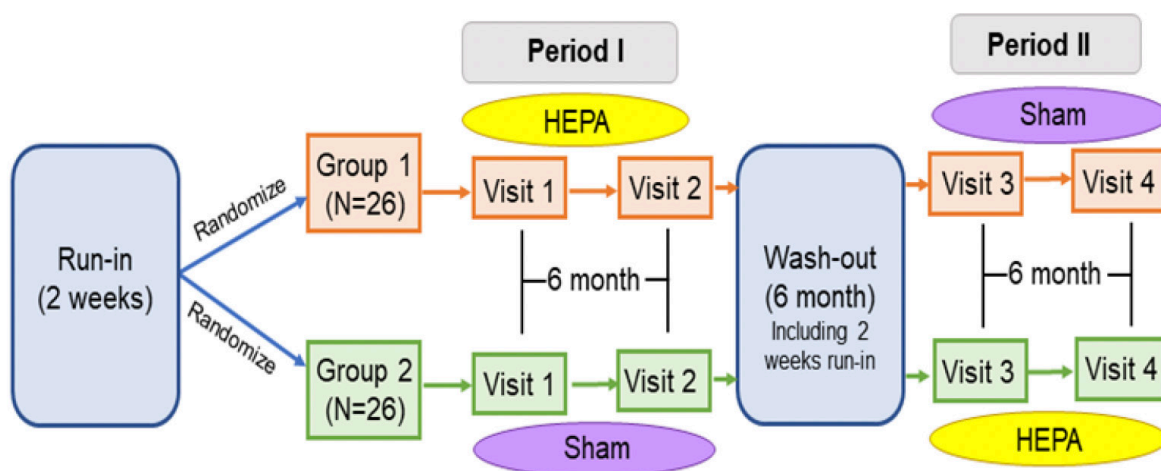 Period I
Period II
HEPA
Sham
Run-in
(2 weeks)
Randomize
Randomize
Group 1
(N=26)
Visit 1
Visit 2
Wash-out
(6 month)
Including 2
weeks run-in
Visit 3
Visit 4
6 month
6 month
Group 2
(N=26)
Visit 1
Visit 2
Visit 3
Visit 4
Sham
HEPA